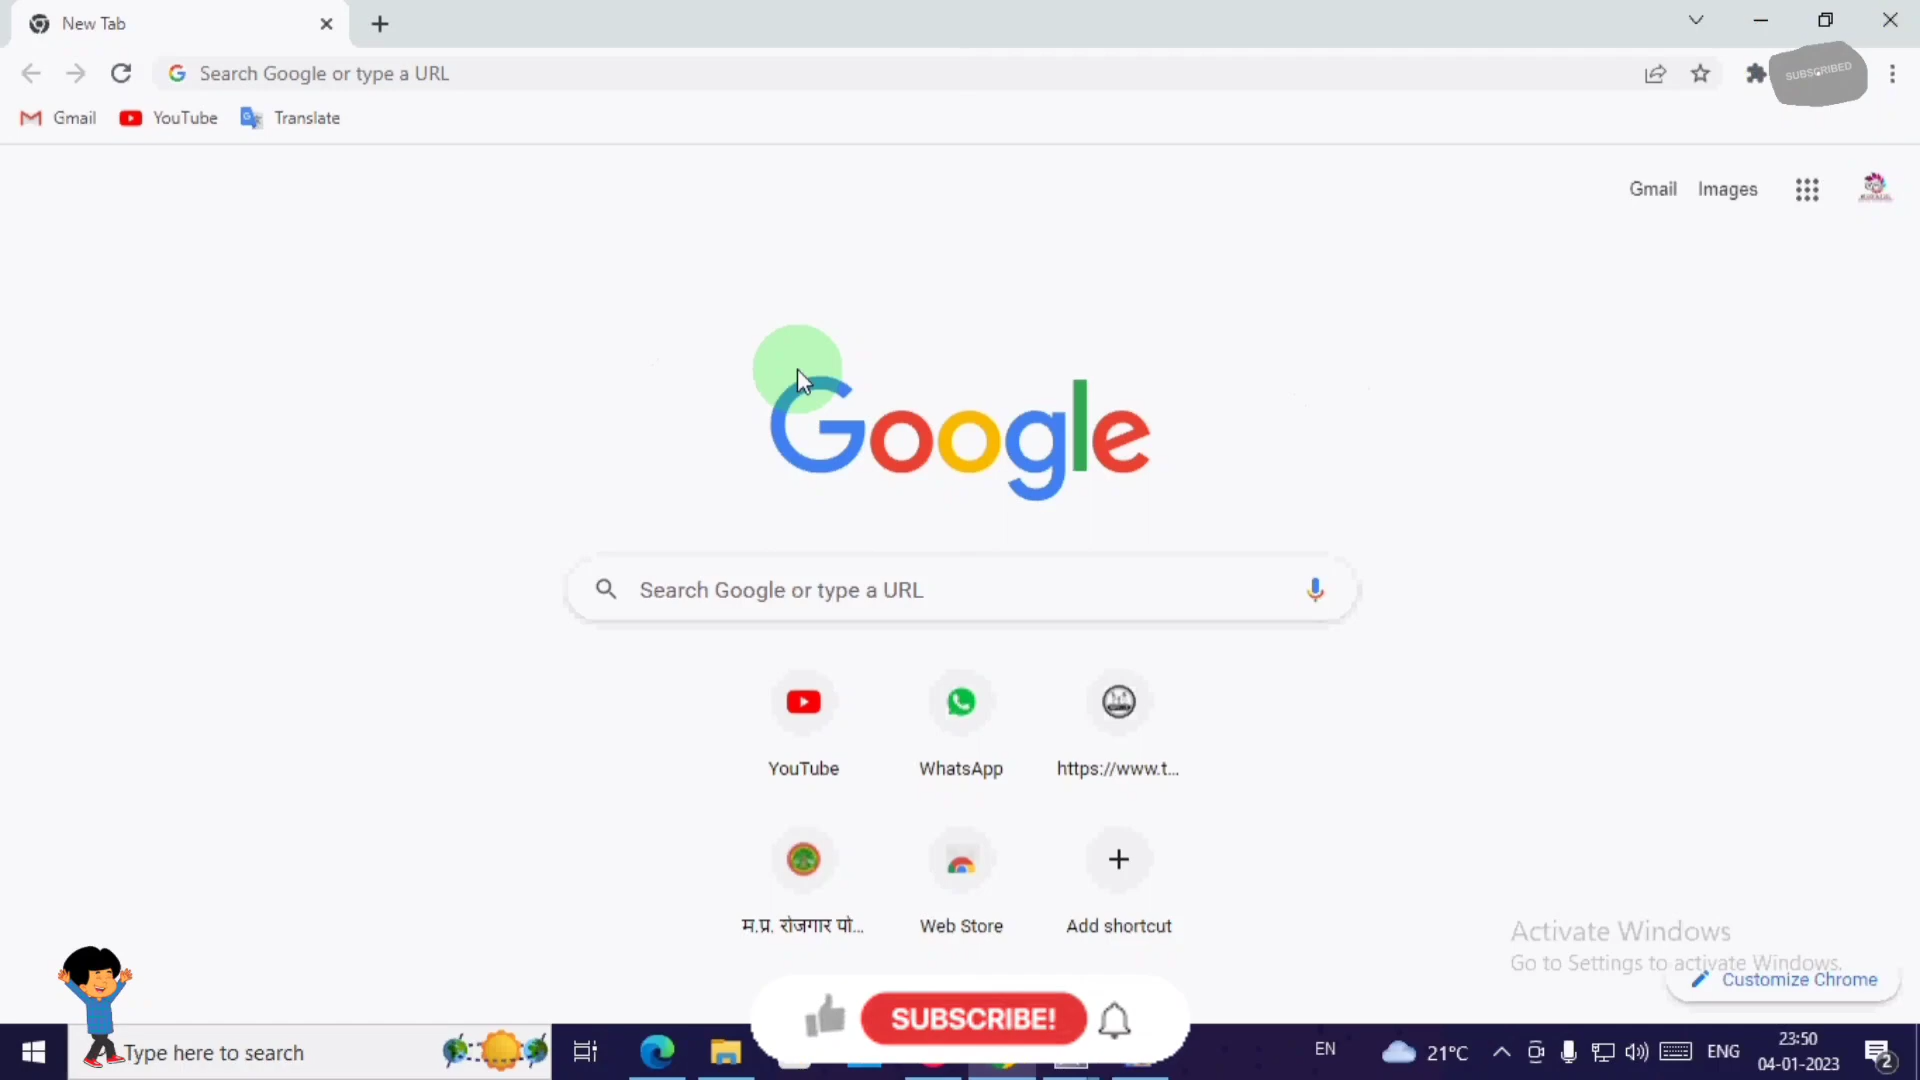 New Tab
Search Google or type a URL
SUBSCRIBED
Gmail YouTube Translate
Gmail Images
Google
Search Google or type a URL
YouTube WhatsApp https://www.t...
म.प्र. रोजगार पो... Web Store Add shortcut
Activate Windows
Go to Settings to activate Windows.
Customize Chrome
SUBSCRIBE!
Type here to search
EN
21°C
ENG
23:50
04-01-2023
2